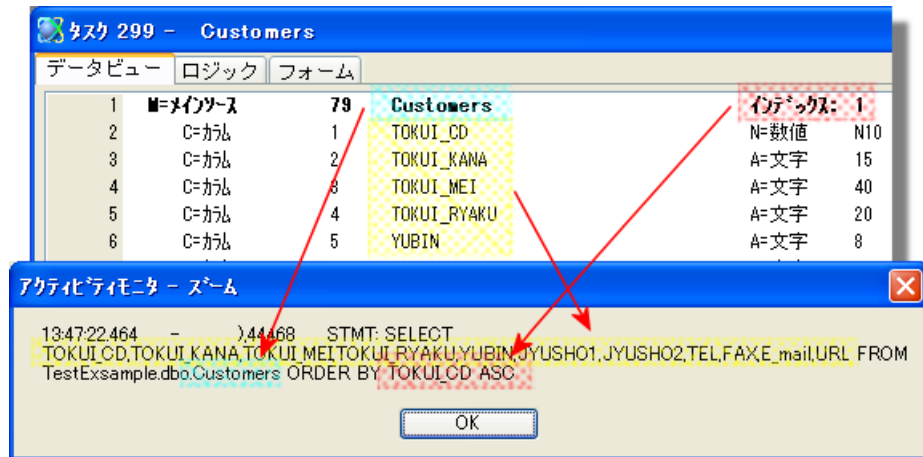 タスク 299 - Customers
データビュー ロジック フォーム
1 M=メインソース 79 Customers インデックス: 1
2 C=カラム 1 TOKUI_CD N=数値 N10
3 C=カラム 2 TOKUI_KANA A=文字 15
4 C=カラム 3 TOKUI_MEI A=文字 40
5 C=カラム 4 TOKUI_RYAKU A=文字 20
6 C=カラム 5 YUBIN A=文字 8
アクティビティモニタ - ズーム
13:47:22.464 - ),44468 STMT: SELECT
TOKUI_CD,TOKUI_KANA,TOKUI_MEI,TOKUI_RYAKU,YUBIN,JYUSHO1,JYUSHO2,TEL,FAX,E_mail,URL FROM
TestExsample.dbo.Customers ORDER BY TOKUI_CD ASC
OK